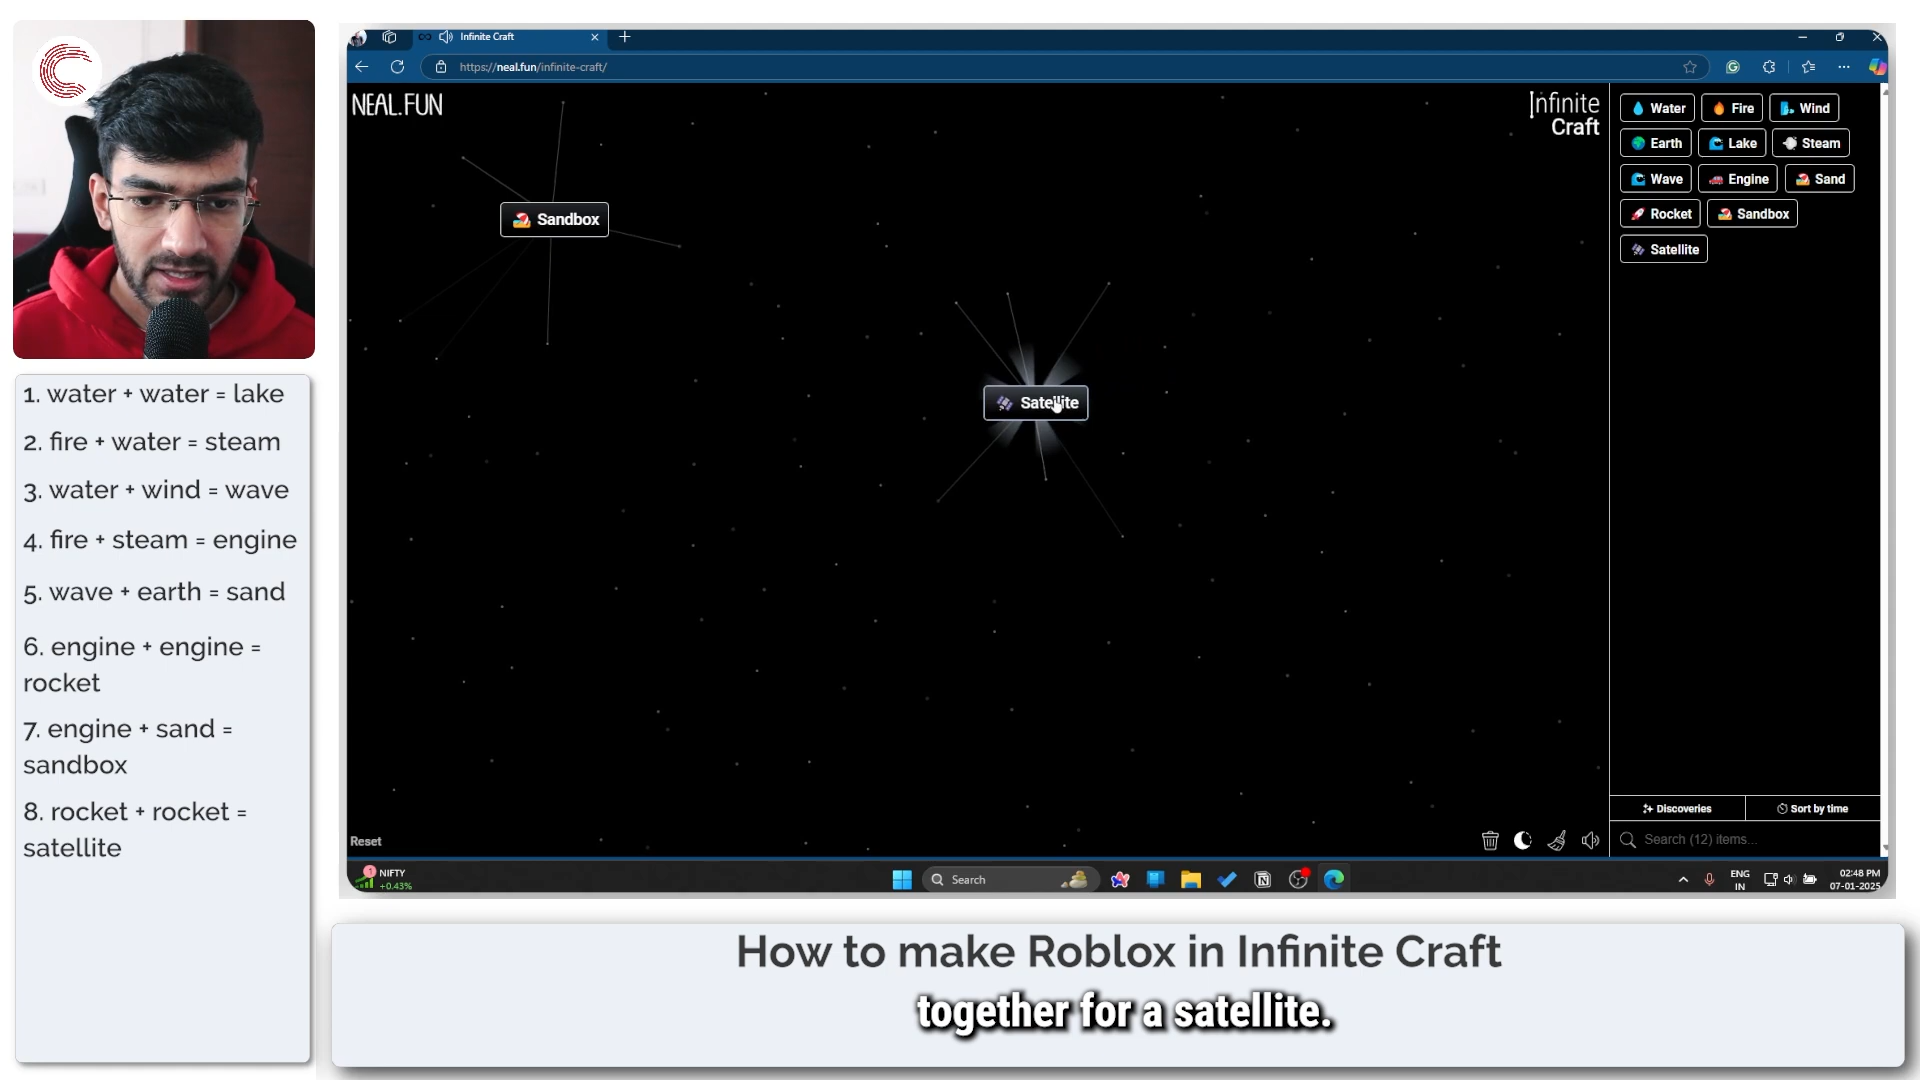 Infinite Craft
https://neal.fun/infinite-craft/
NEAL.FUN
Infinite
Craft
Water
Fire
Wind
Earth
Lake
Steam
Wave
Engine
Sand
Rocket
Sandbox
Satellite
Sandbox
Satellite
1. water + water = lake
2. fire + water = steam
3. water + wind = wave
4. fire + steam = engine
5. wave + earth = sand
6. engine + engine =
rocket
7. engine + sand =
sandbox
8. rocket + rocket =
satellite
Discoveries
Sort by time
Search (12) items...
Reset
1
NIFTY
+0.43%
Search
ENG
IN
02:48 PM
07-01-2025
How to make Roblox in Infinite Craft
together for a satellite.